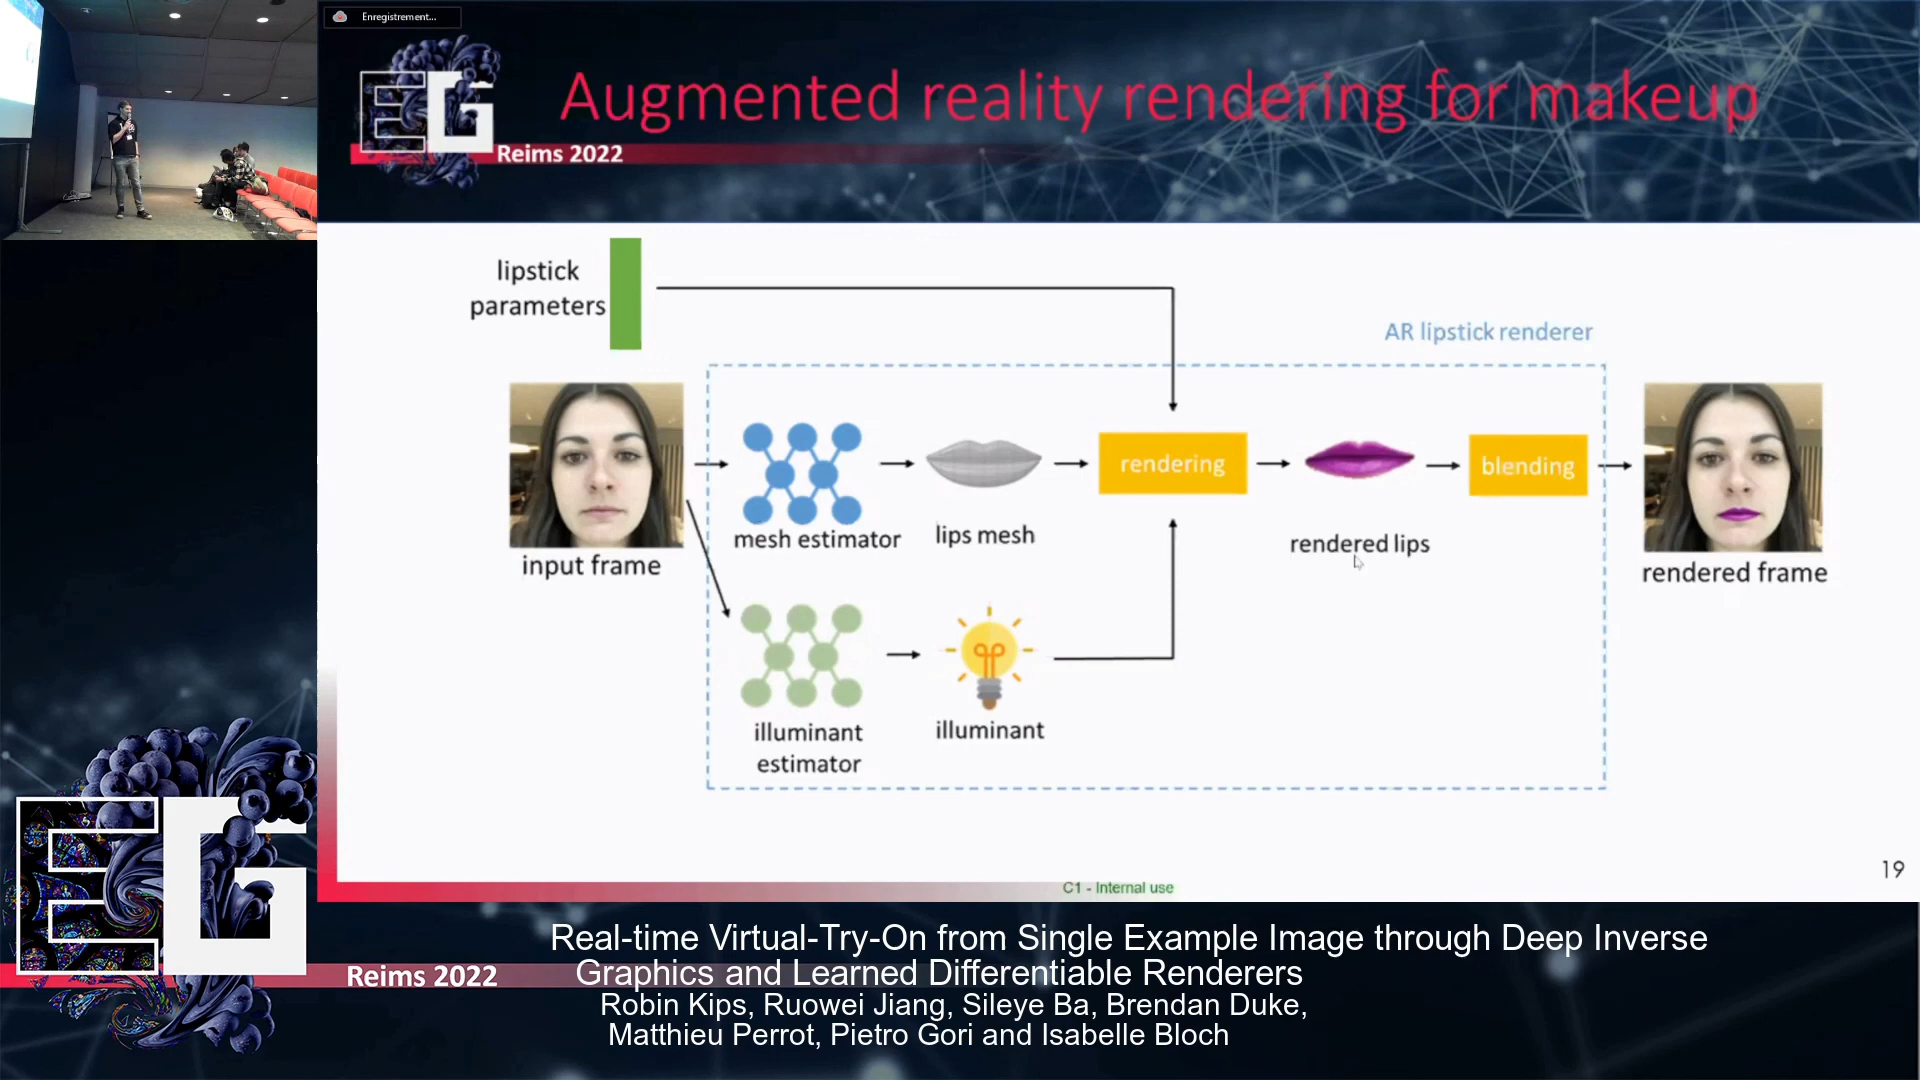 Enregistrement...
EG
Reims 2022
Augmented reality rendering for makeup
lipstick
parameters
AR lipstick renderer
input frame
mesh estimator
lips mesh
rendering
rendered lips
blending
rendered frame
illuminant
estimator
illuminant
19
C1 - Internal use
EG
Reims 2022
Real-time Virtual-Try-On from Single Example Image through Deep Inverse
Graphics and Learned Differentiable Renderers
Robin Kips, Ruowei Jiang, Sileye Ba, Brendan Duke,
Matthieu Perrot, Pietro Gori and Isabelle Bloch